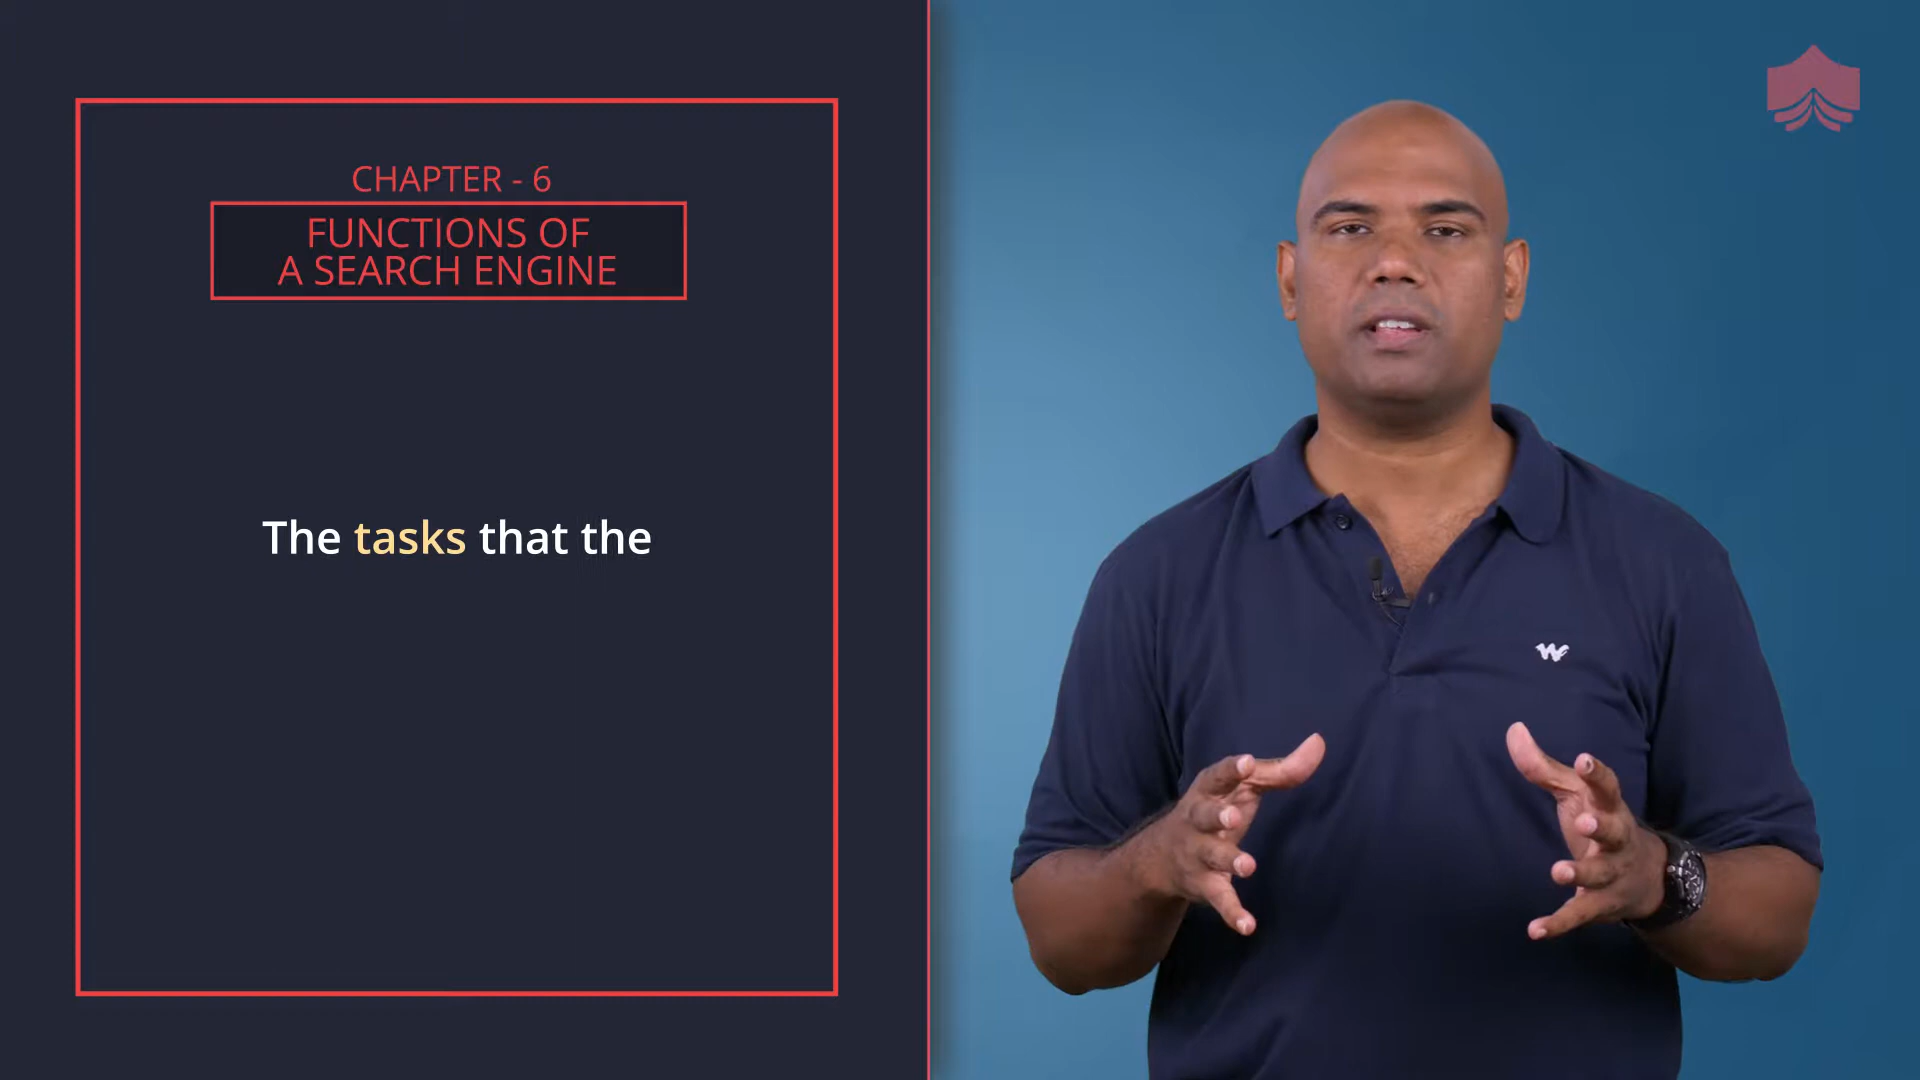 CHAPTER - 6
FUNCTIONS OF
A SEARCH ENGINE
The tasks that the